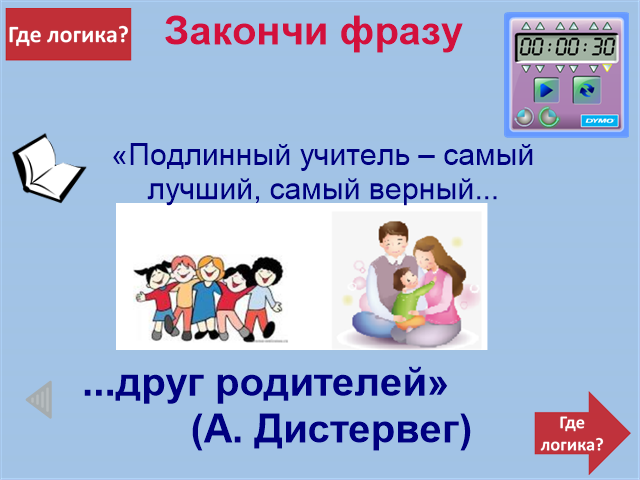 Где логика?
Закончи фразу
00:00:30
DYMO
«Подлинный учитель – самый
лучший, самый верный...
...друг родителей»
(А. Дистервег)
Где
логика?